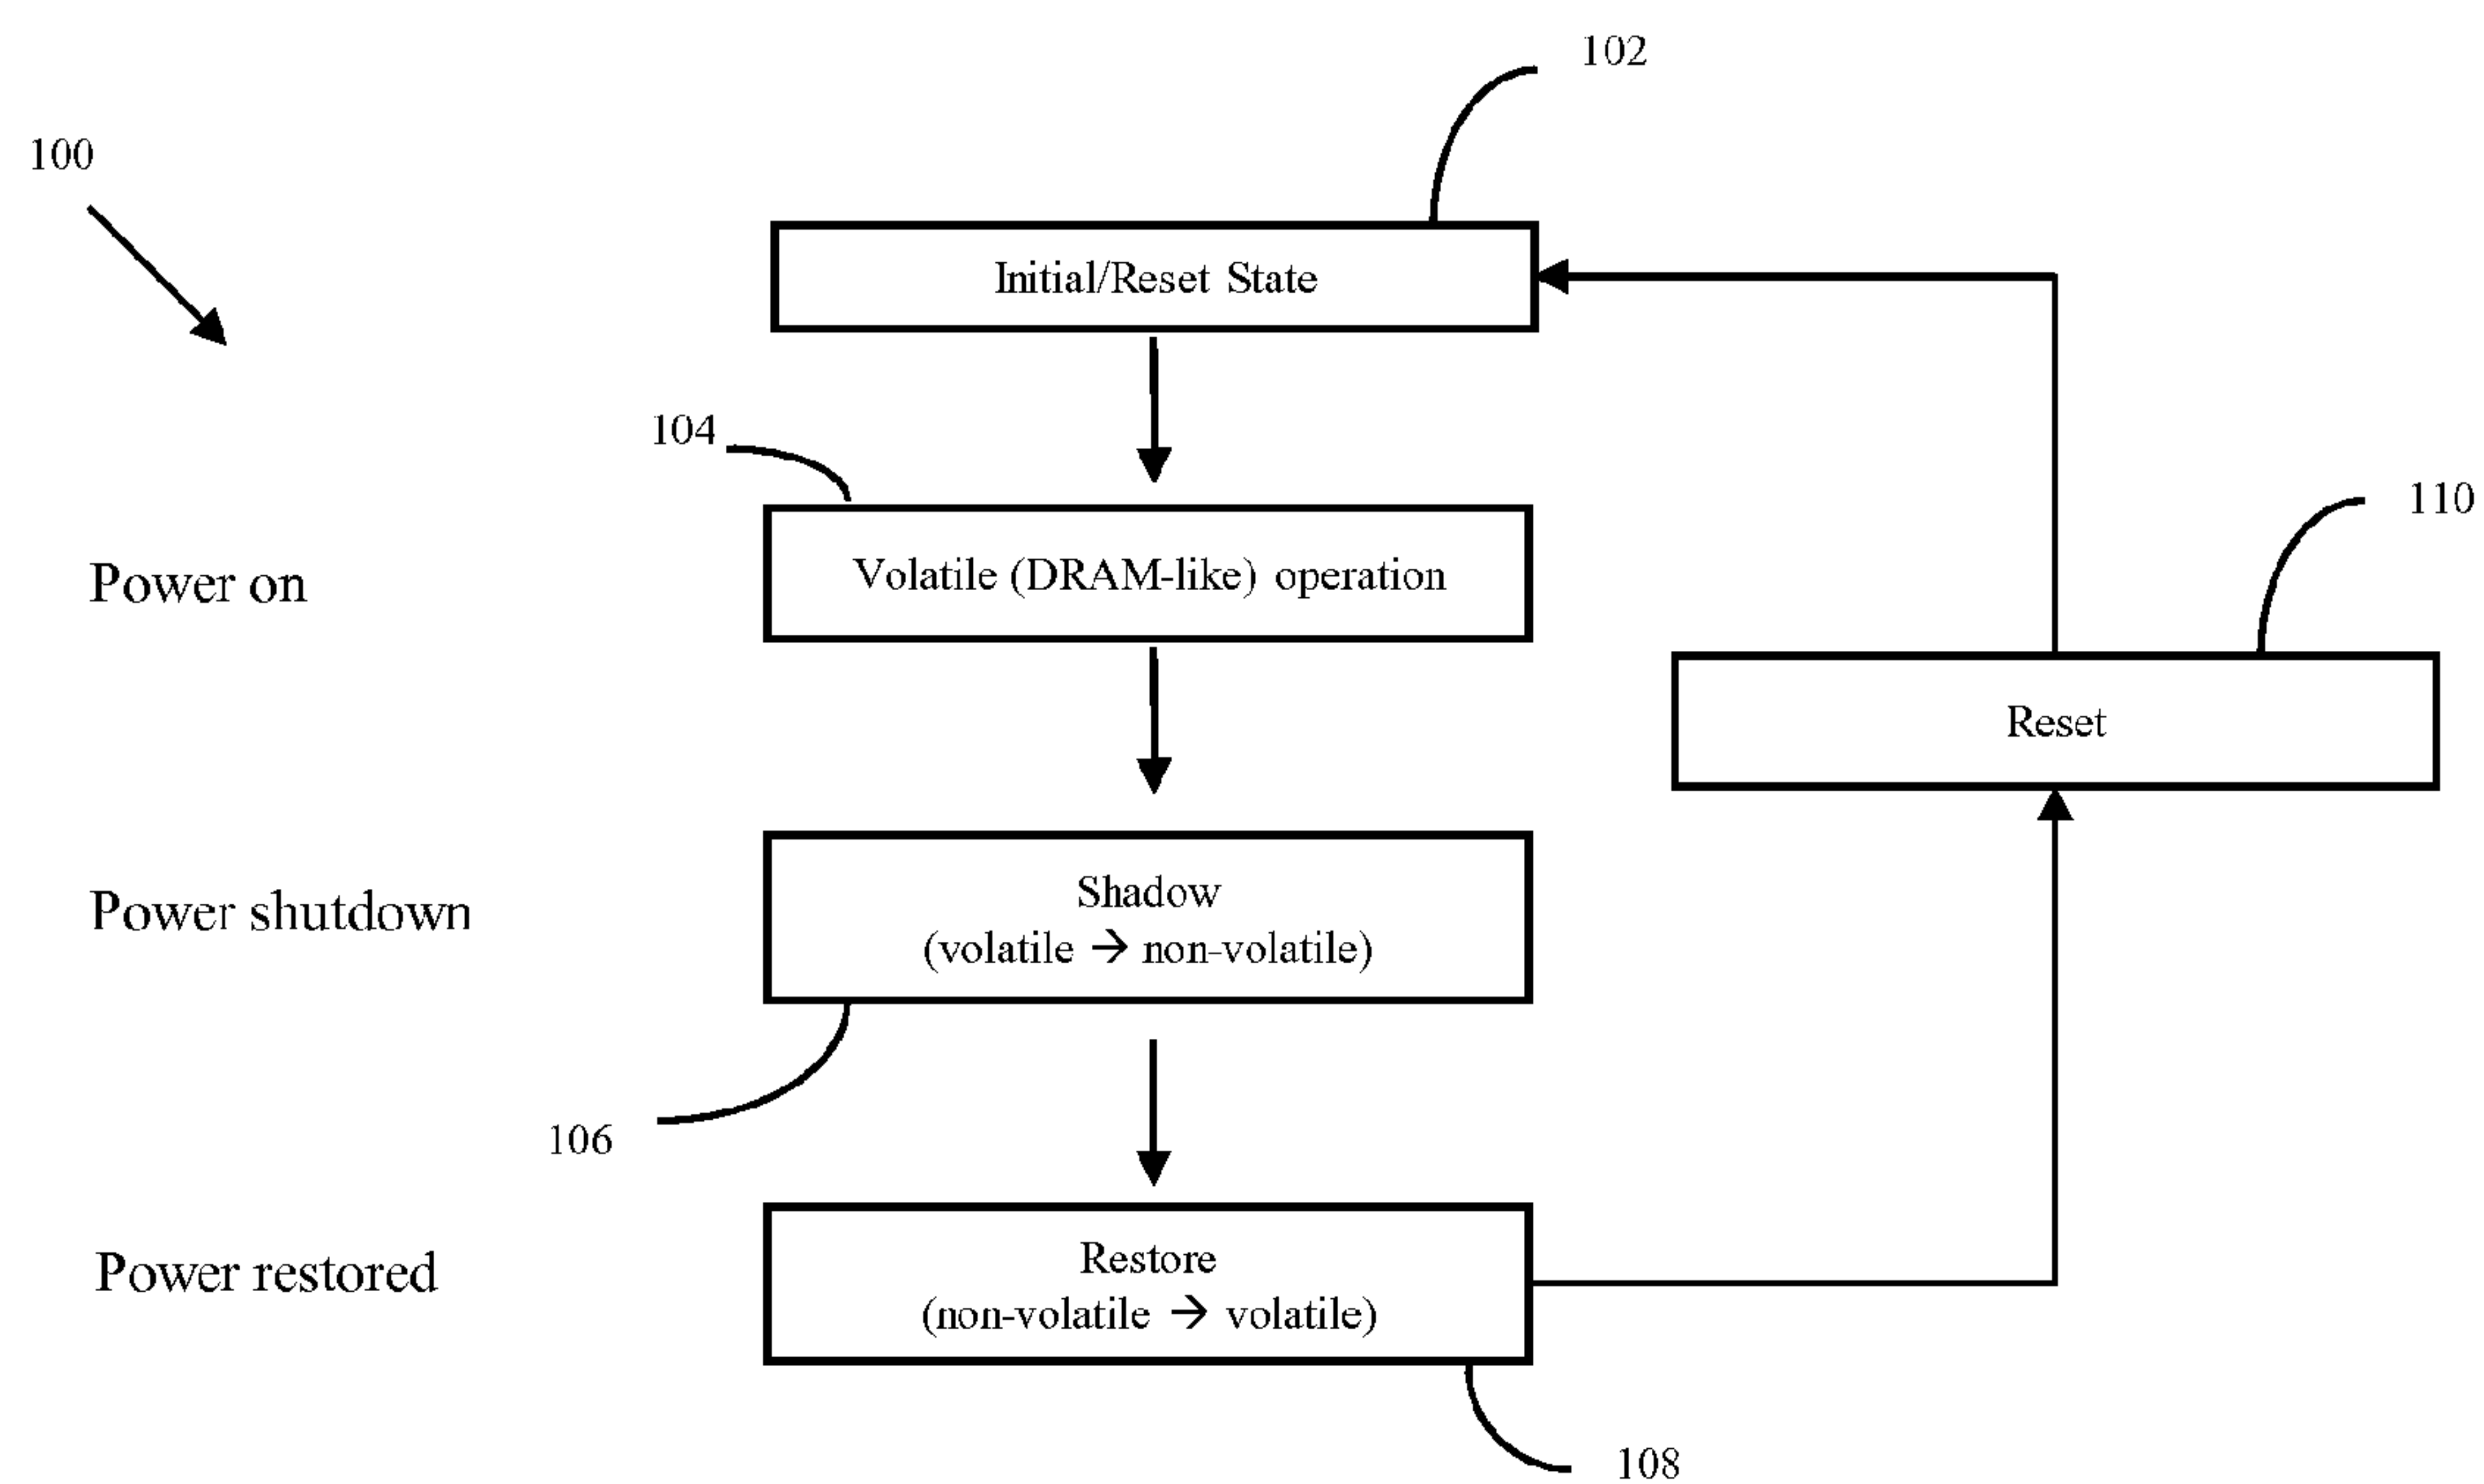 102
100
Initial/Reset State
104
110
Power on
Volatile (DRAM-like) operation
Reset
Power shutdown
Shadow
(volatile → non-volatile)
106
Power restored
Restore
(non-volatile → volatile)
108